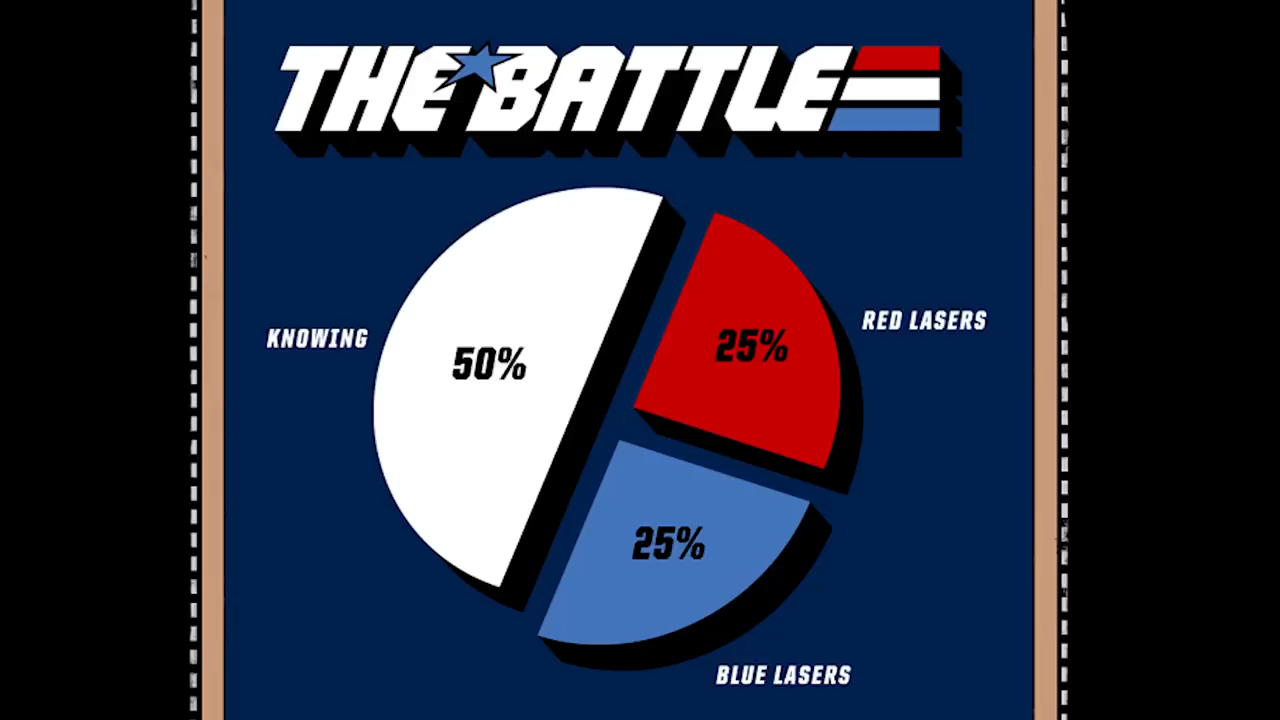 THE BATTLE
RED LASERS
KNOWING
25%
50%
25%
BLUE LASERS